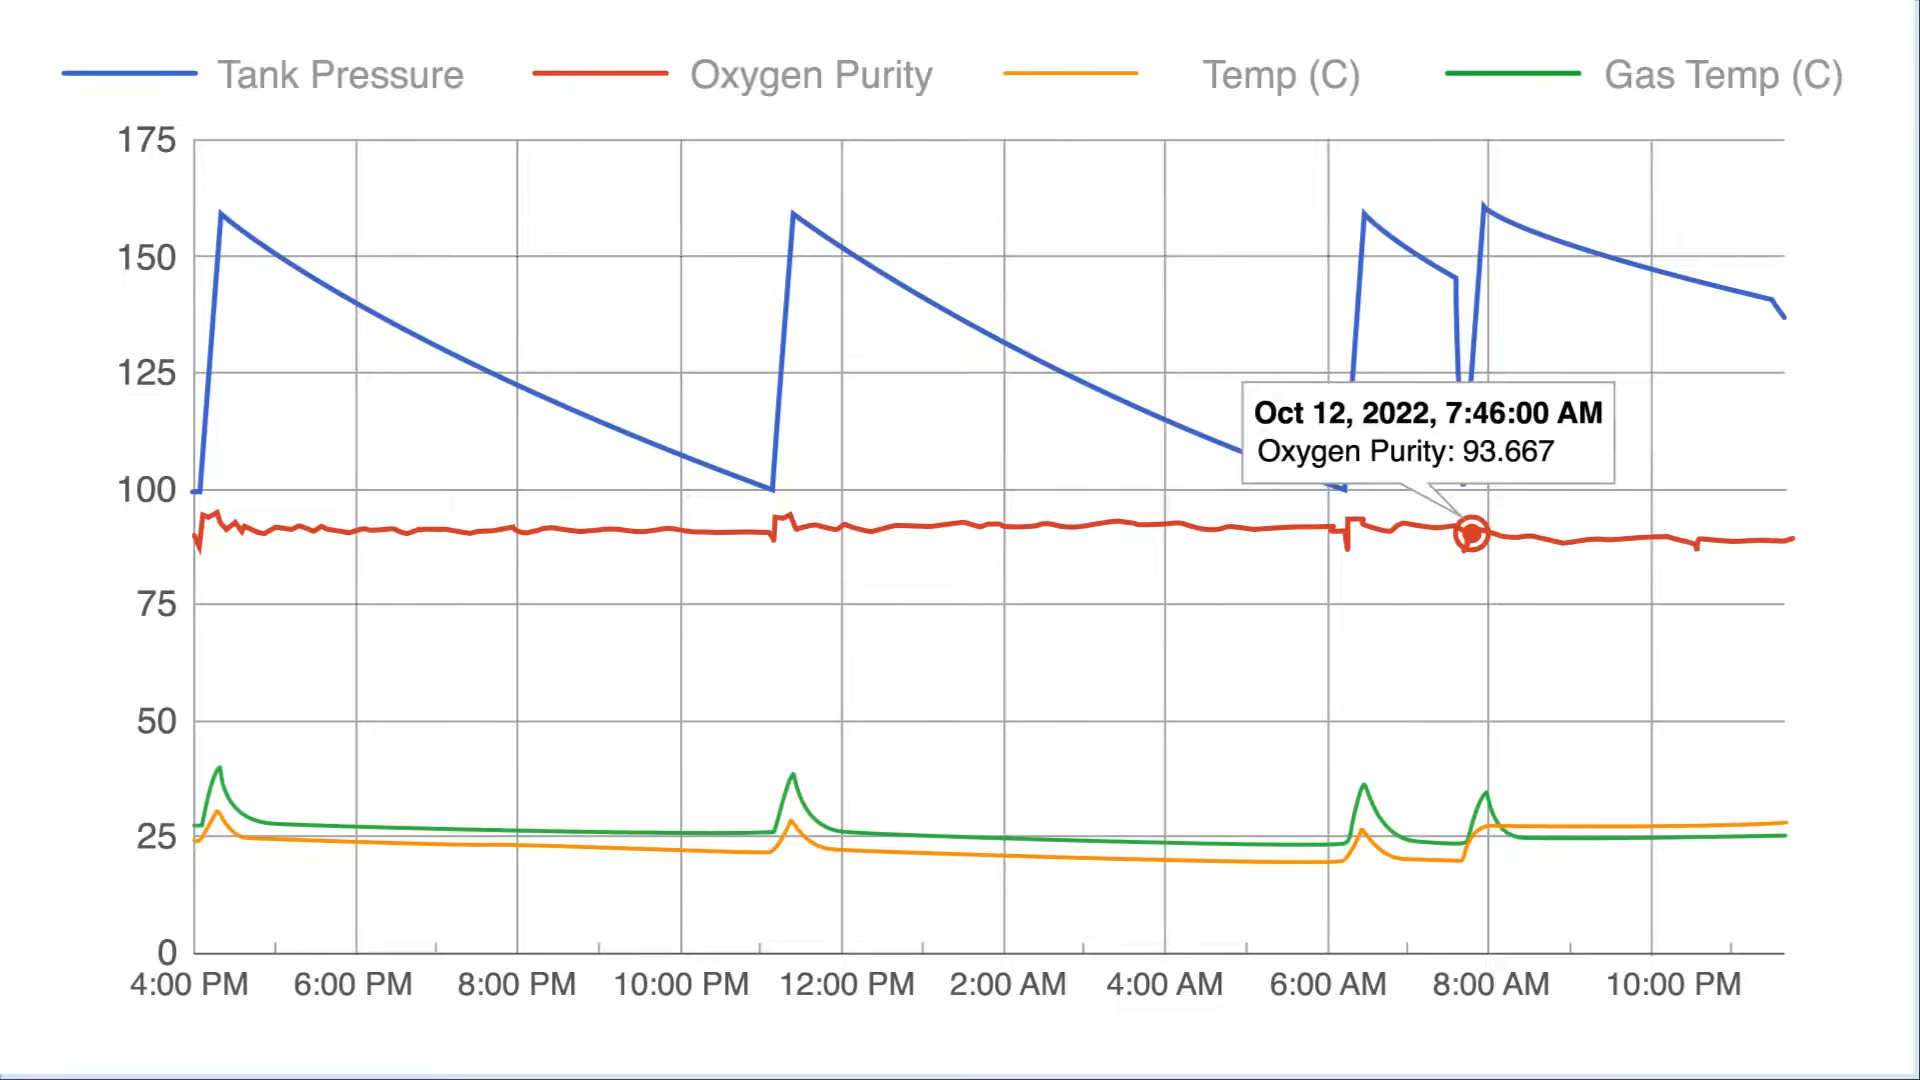 Tank Pressure Oxygen Purity Temp (C) Gas Temp (C)
175
150
125
Oct 12, 2022, 7:46:00 AM
Oxygen Purity: 93.667
100
75
50
25
0
4:00 PM 6:00 PM 8:00 PM 10:00 PM 12:00 PM 2:00 AM 4:00 AM 6:00 AM 8:00 AM 10:00 PM